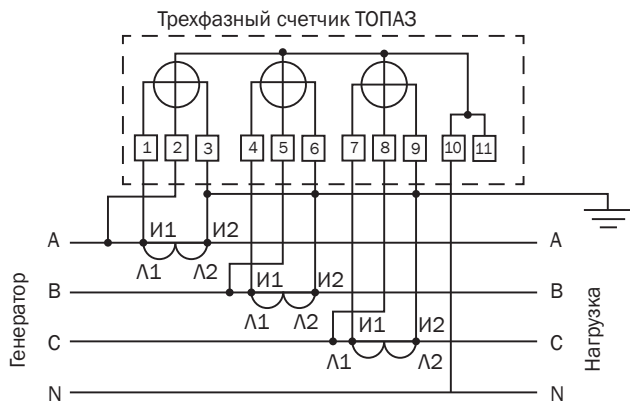 Трехфазный счетчик ТОПАЗ
1 2 3 4 5 6 7 8 9 10 11
А И1 И2 А
Л1 Л2
В И1 И2 В
Л1 Л2
С И1 И2 С
Л1 Л2
N N
Генератор
Нагрузка